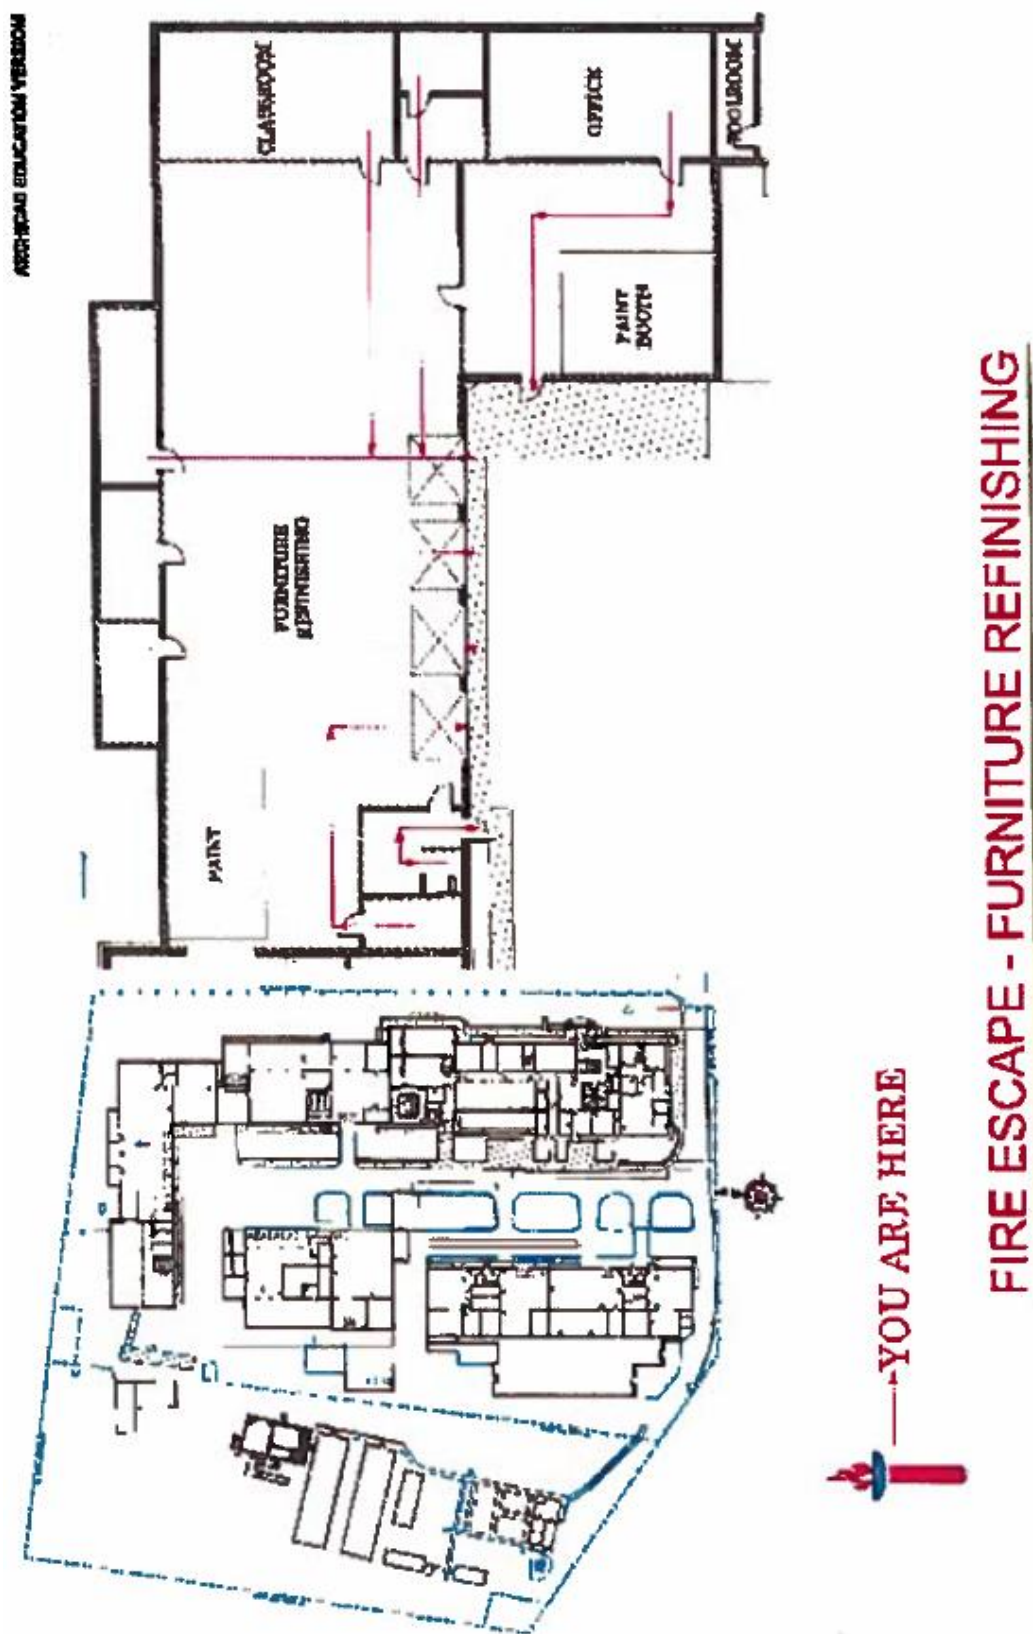 ARCHICAD EDUCATION VERSION
CLASSROOM
OFFICE
TOOLROOM
PAINT
BOOTH
FURNITURE
REFINISHING
PAINT
YOU ARE HERE
FIRE ESCAPE - FURNITURE REFINISHING